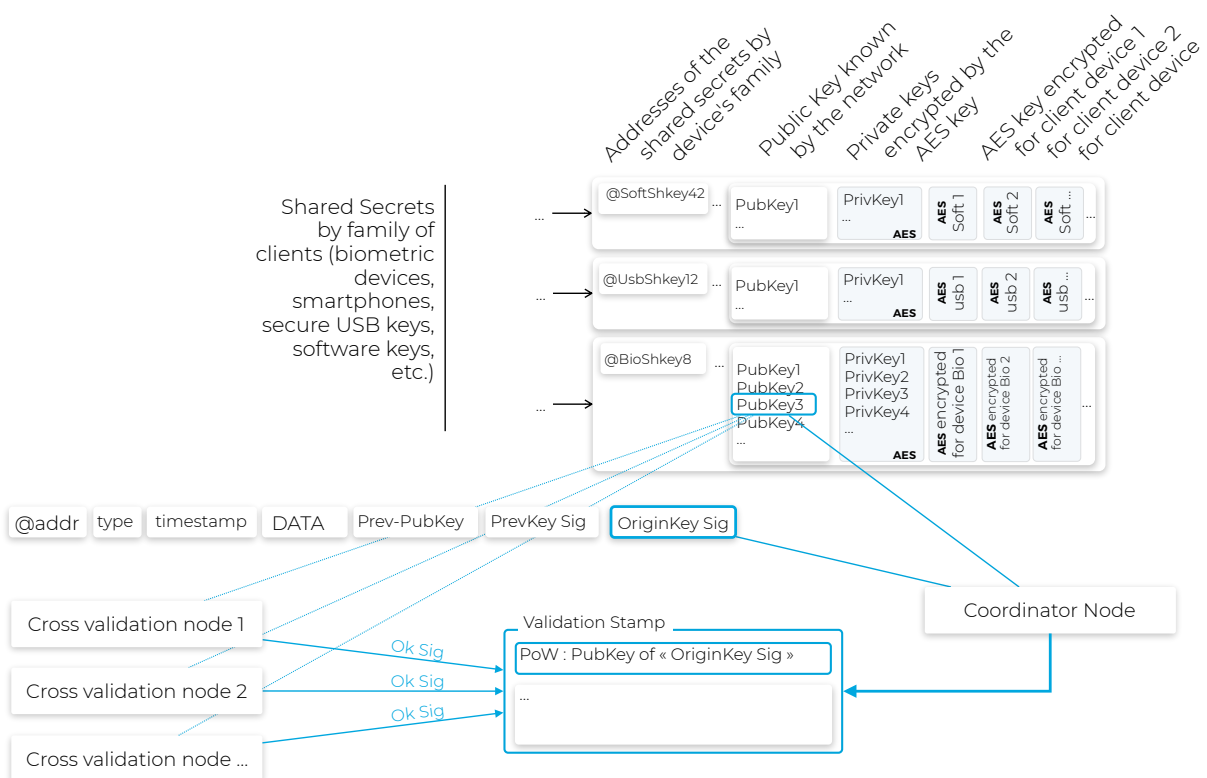 Addresses of the
shared secrets by
device's family
Public Key known
by the network
Private keys
encrypted by the
AES key
AES key encrypted
for client device 1
for client device 2
for client device
Shared Secrets
by family of
clients (biometric
devices,
smartphones,
secure USB keys,
software keys,
etc.)
...
@SoftShkey42
...
PubKey1
...
PrivKey1
...
AES
AES
Soft 1
AES
Soft 2
AES
Soft ...
...
...
@UsbShkey12
...
PubKey1
...
PrivKey1
...
AES
AES
usb 1
AES
usb 2
AES
usb...
...
...
@BioShkey8
...
PubKey1
PubKey2
PubKey3
PubKey4
...
PrivKey1
PrivKey2
PrivKey3
PrivKey4
...
AES
AES encrypted
for device Bio 1
AES encrypted
for device Bio 2
AES encrypted
for device Bio ...
...
@addr
type
timestamp
DATA
Prev-PubKey
PrevKey Sig
OriginKey Sig
Cross validation node 1
Cross validation node 2
Cross validation node ...
Ok Sig
Ok Sig
Ok Sig
Validation Stamp
PoW : PubKey of « OriginKey Sig »
...
Coordinator Node